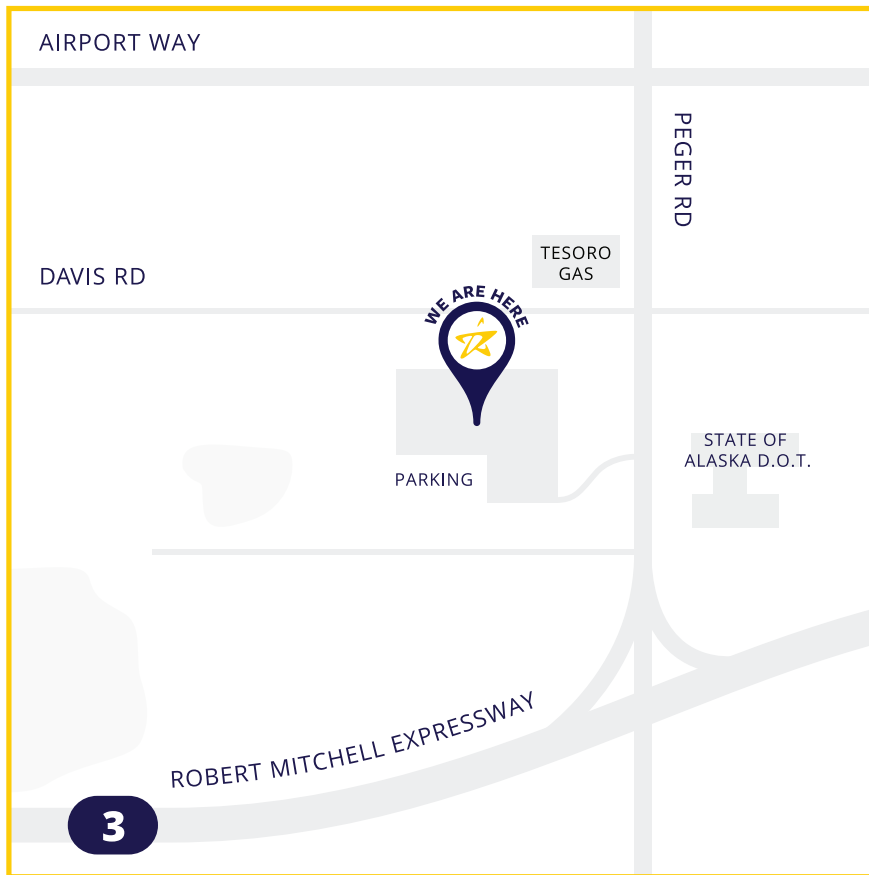 AIRPORT WAY
PEGER RD
TESORO
GAS
DAVIS RD
WE ARE HERE
STATE OF
ALASKA D.O.T.
PARKING
ROBERT MITCHELL EXPRESSWAY
3